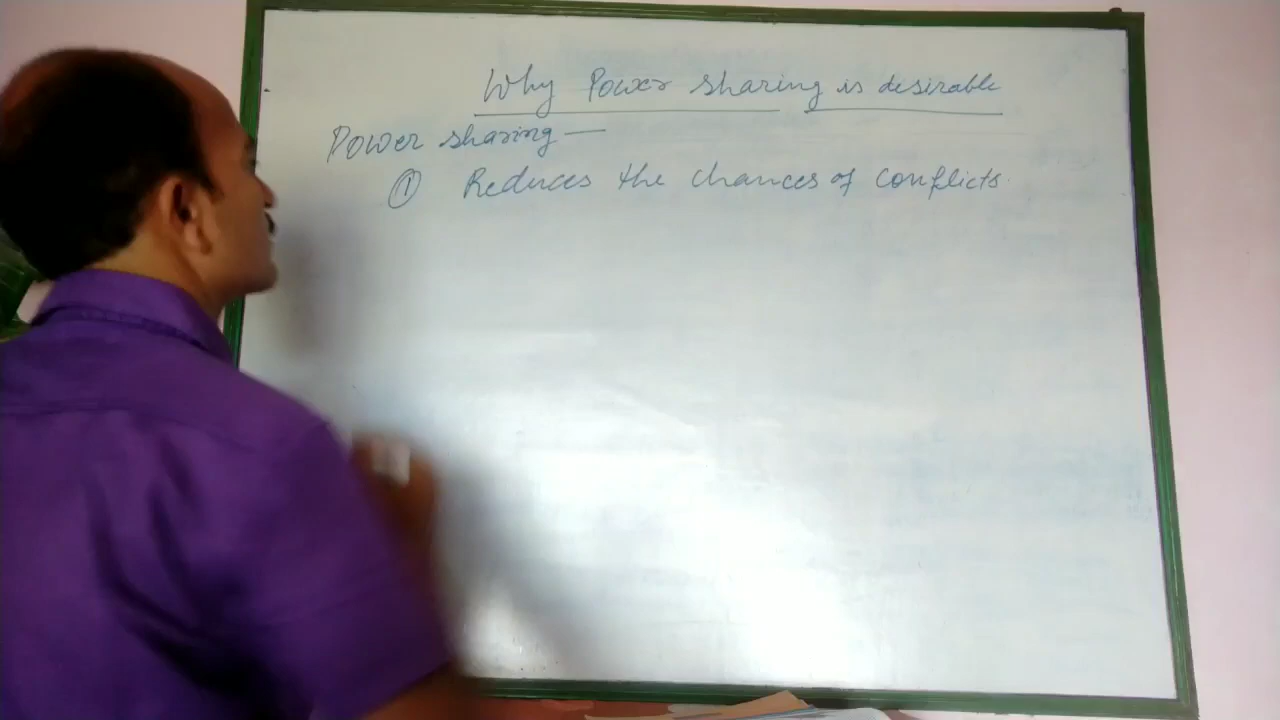 Why Power sharing is desirable
Power sharing —
① Reduces the chances of conflicts.